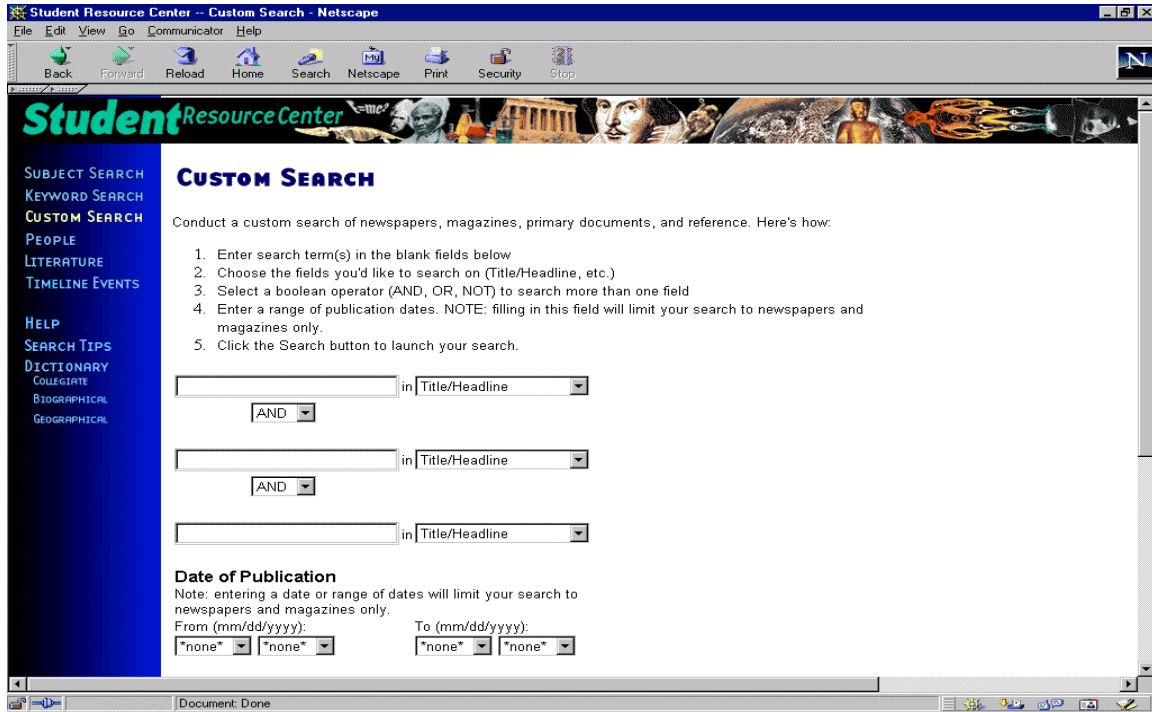 Student Resource Center -- Custom Search - Netscape
File Edit View Go Communicator Help
My
Back Forward Reload Home Search Netscape Print Security Stop
N
Student Resource Center
=mc²
SUBJECT SEARCH
KEYWORD SEARCH
CUSTOM SEARCH
PEOPLE
LITERATURE
TIMELINE EVENTS
HELP
SEARCH TIPS
DICTIONARY
COLLEGIATE
BIOGRAPHICAL
GEOGRAPHICAL
CUSTOM SEARCH
Conduct a custom search of newspapers, magazines, primary documents, and reference. Here's how:
1. Enter search term(s) in the blank fields below
2. Choose the fields you'd like to search on (Title/Headline, etc.)
3. Select a boolean operator (AND, OR, NOT) to search more than one field
4. Enter a range of publication dates. NOTE: filling in this field will limit your search to newspapers and
magazines only.
5. Click the Search button to launch your search.
in Title/Headline
AND
in Title/Headline
AND
in Title/Headline
Date of Publication
Note: entering a date or range of dates will limit your search to
newspapers and magazines only.
From (mm/dd/yyyy): To (mm/dd/yyyy):
*none* *none* *none* *none*
Document: Done